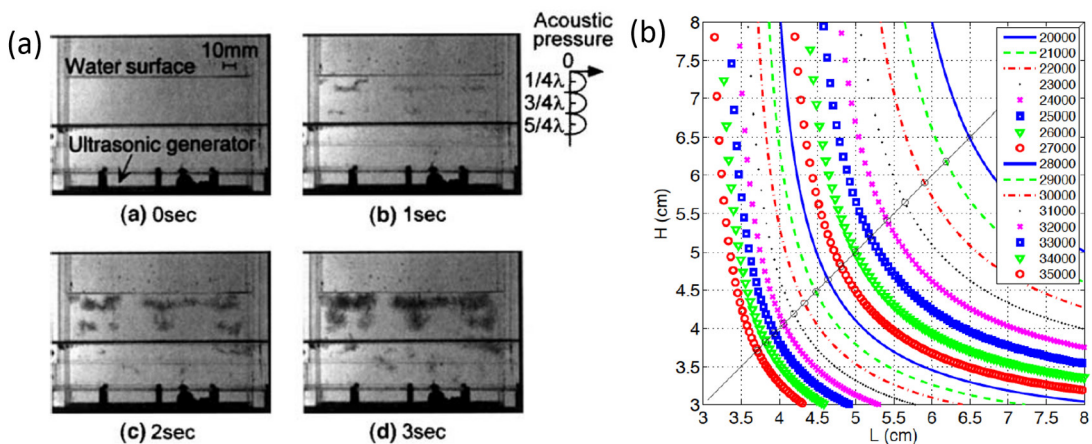 (a)
10mm
Water surface
Ultrasonic generator
(a) 0sec
(b) 1sec
Acoustic
pressure
0
1/4λ
3/4λ
5/4λ
(c) 2sec
(d) 3sec
(b)
8
7.5
7
6.5
6
5.5
5
4.5
4
3.5
3
H (cm)
3 3.5 4 4.5 5 5.5 6 6.5 7 7.5 8
L (cm)
20000
21000
22000
23000
24000
25000
26000
27000
28000
29000
30000
31000
32000
33000
34000
35000